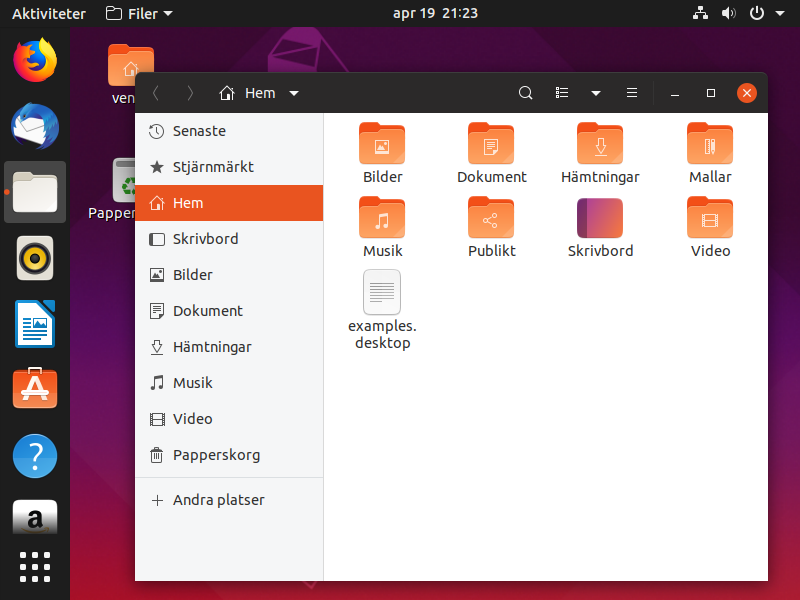 Aktiviteter
Filer
apr 19 21:23
ven
Papper
Hem
Senaste
Stjärnmärkt
Hem
Skrivbord
Bilder
Dokument
Hämtningar
Musik
Video
Papperskorg
Andra platser
Bilder
Dokument
Hämtningar
Mallar
Musik
Publikt
Skrivbord
Video
examples.
desktop
?
a